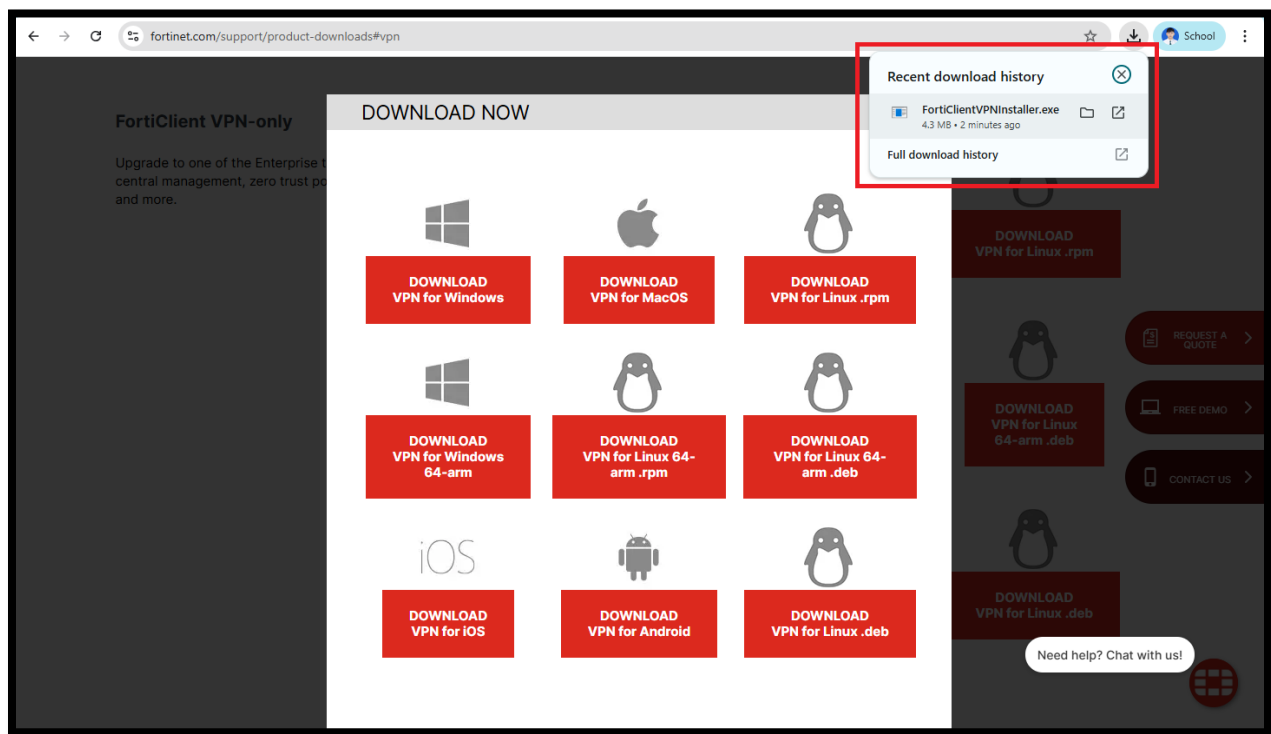 fortinet.com/support/product-downloads#vpn
School
Recent download history
FortiClientVPNInstaller.exe
4.3 MB • 2 minutes ago
Full download history
FortiClient VPN-only
Upgrade to one of the Enterprise t
central management, zero trust po
and more.
DOWNLOAD NOW
DOWNLOAD
VPN for Windows
DOWNLOAD
VPN for MacOS
DOWNLOAD
VPN for Linux .rpm
DOWNLOAD
VPN for Windows
64-arm
DOWNLOAD
VPN for Linux 64-
arm .rpm
DOWNLOAD
VPN for Linux 64-
arm .deb
iOS
DOWNLOAD
VPN for iOS
DOWNLOAD
VPN for Android
DOWNLOAD
VPN for Linux .deb
DOWNLOAD
VPN for Linux .rpm
DOWNLOAD
VPN for Linux
64-arm .deb
DOWNLOAD
VPN for Linux .deb
REQUEST A
QUOTE
FREE DEMO
CONTACT US
Need help? Chat with us!